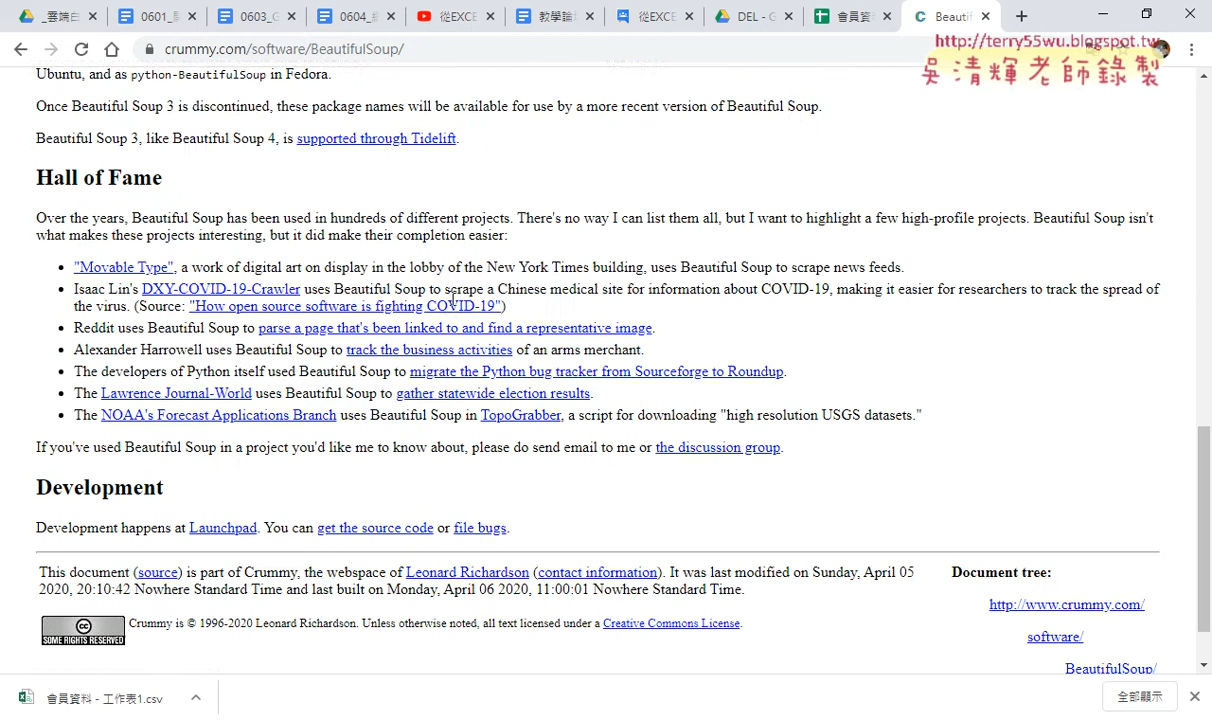 _雲端白
0601_
0603_G
0604_
從EXCE
教學論
從EXCE
DEL - G
會員資
Beautif
crummy.com/software/BeautifulSoup/
http://terry55wu.blogspot.tw
吳清輝老師錄製
Ubuntu, and as python-BeautifulSoup in Fedora.
Once Beautiful Soup 3 is discontinued, these package names will be available for use by a more recent version of Beautiful Soup.
Beautiful Soup 3, like Beautiful Soup 4, is supported through Tidelift.
Hall of Fame
Over the years, Beautiful Soup has been used in hundreds of different projects. There's no way I can list them all, but I want to highlight a few high-profile projects. Beautiful Soup isn't
what makes these projects interesting, but it did make their completion easier:
"Movable Type", a work of digital art on display in the lobby of the New York Times building, uses Beautiful Soup to scrape news feeds.
Isaac Lin's DXY-COVID-19-Crawler uses Beautiful Soup to scrape a Chinese medical site for information about COVID-19, making it easier for researchers to track the spread of
the virus. (Source: "How open source software is fighting COVID-19")
Reddit uses Beautiful Soup to parse a page that's been linked to and find a representative image.
Alexander Harrowell uses Beautiful Soup to track the business activities of an arms merchant.
The developers of Python itself used Beautiful Soup to migrate the Python bug tracker from Sourceforge to Roundup.
The Lawrence Journal-World uses Beautiful Soup to gather statewide election results.
The NOAA's Forecast Applications Branch uses Beautiful Soup in TopoGrabber, a script for downloading "high resolution USGS datasets."
If you've used Beautiful Soup in a project you'd like me to know about, please do send email to me or the discussion group.
Development
Development happens at Launchpad. You can get the source code or file bugs.
This document (source) is part of Crummy, the webspace of Leonard Richardson (contact information). It was last modified on Sunday, April 05
2020, 20:10:42 Nowhere Standard Time and last built on Monday, April 06 2020, 11:00:01 Nowhere Standard Time.
Document tree:
http://www.crummy.com/
software/
BeautifulSoup/
SOME RIGHTS RESERVED
Crummy is © 1996-2020 Leonard Richardson. Unless otherwise noted, all text licensed under a Creative Commons License.
會員資料 - 工作表1.csv
全部顯示